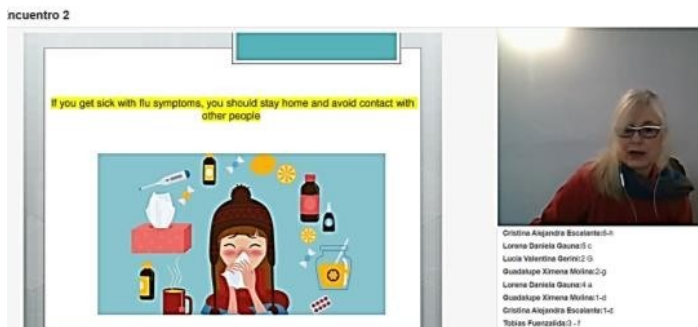 ncuentro 2
If you get sick with flu symptoms, you should stay home and avoid contact with
other people
Cristina Alejandra Escalante:5-h
Lorena Daniela Gauna:5 c
Lucia Valentina Gerini:2 G
Guadalupe Ximena Molina:2-g
Lorena Daniela Gauna:4 a
Guadalupe Ximena Molina:1-d
Cristina Alejandra Escalante:1-d
Tobias Fuenzalida:3 - f